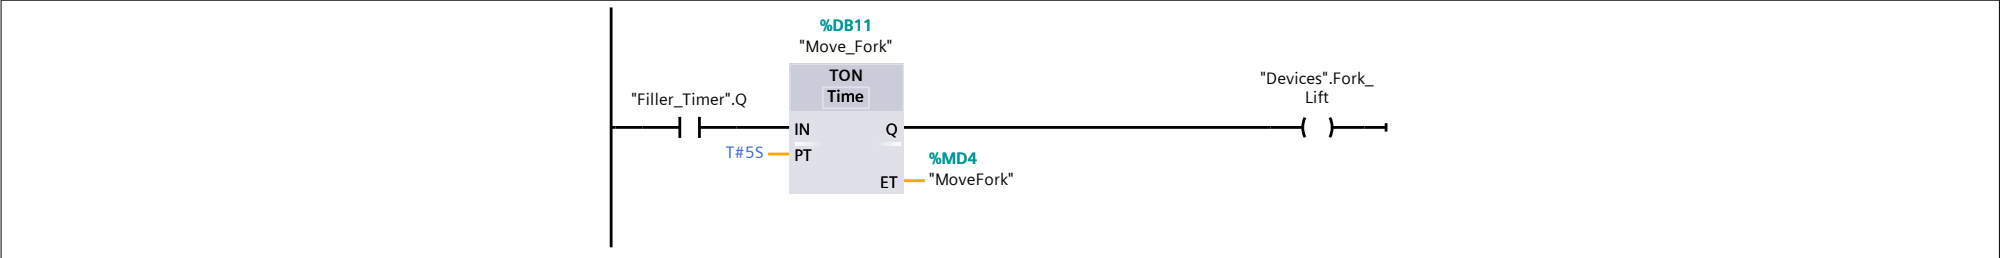 %DB11
"Move_Fork"
TON
Time
"Filler_Timer".Q
"Devices".Fork_
Lift
IN
Q
T#5S
PT
%MD4
ET
"MoveFork"